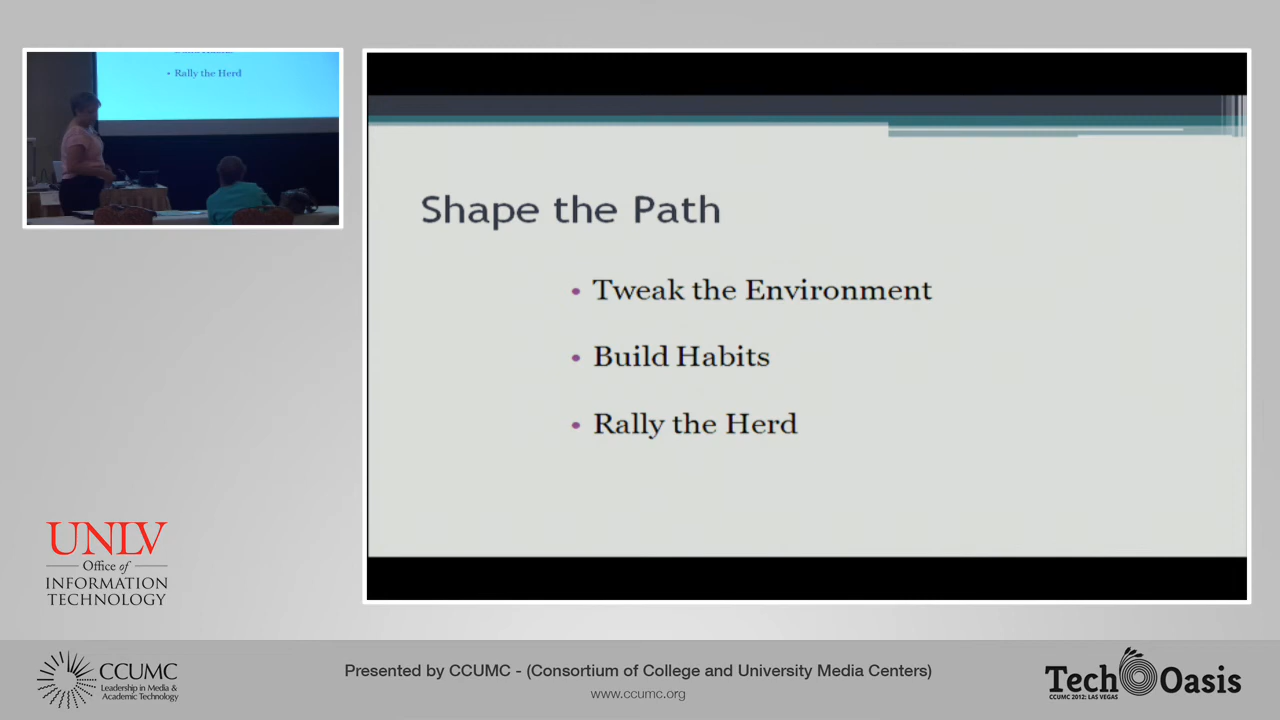 • Rally the Herd
Shape the Path
• Tweak the Environment
• Build Habits
• Rally the Herd
UNLV
Office of
INFORMATION
TECHNOLOGY
CCUMC
Leadership in Media &
Academic Technology
Presented by CCUMC - (Consortium of College and University Media Centers)
www.ccumc.org
Tech Oasis
CCUMC 2012: LAS VEGAS